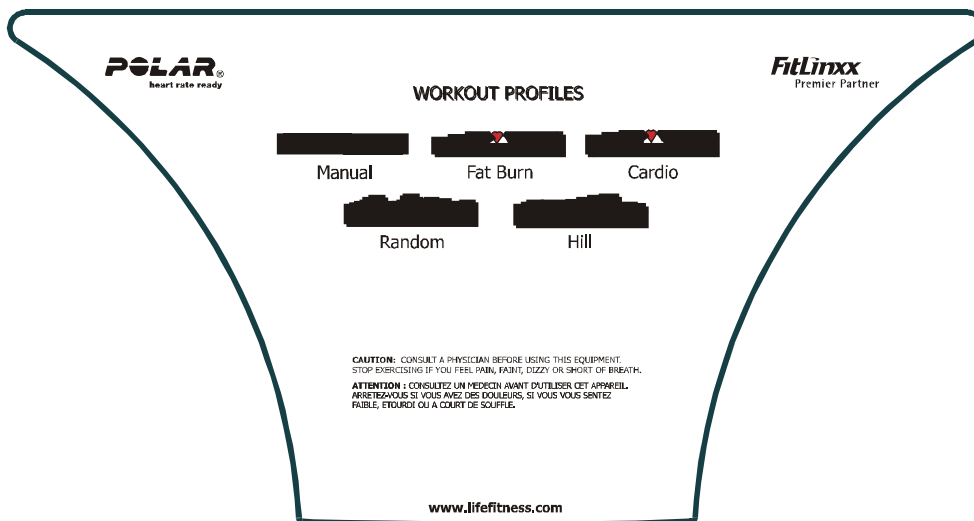 POLAR®
heart rate ready
FitLinxx
Premier Partner
WORKOUT PROFILES
Manual
Fat Burn
Cardio
Random
Hill
CAUTION: CONSULT A PHYSICIAN BEFORE USING THIS EQUIPMENT.
STOP EXERCISING IF YOU FEEL PAIN, FAINT, DIZZY OR SHORT OF BREATH.
ATTENTION : CONSULTEZ UN MEDECIN AVANT D'UTILISER CET APPAREIL.
ARRETEZ-VOUS SI VOUS AVEZ DES DOULEURS, SI VOUS VOUS SENTEZ
FAIBLE, ETOURDI OU A COURT DE SOUFFLE.
www.lifefitness.com